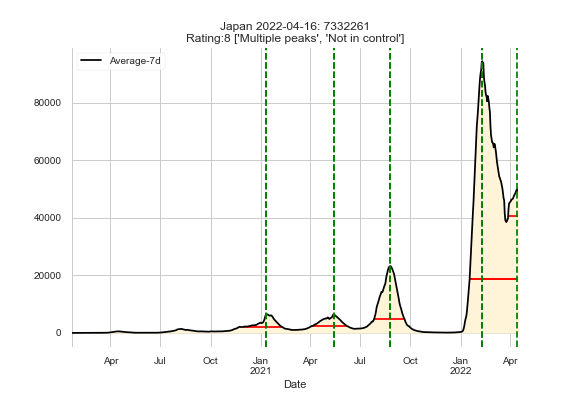 Japan 2022-04-16: 7332261
Rating:8 ['Multiple peaks', 'Not in control']
Average-7d
80000
60000
40000
20000
0
Apr Jul Oct Jan Apr Jul Oct Jan Apr
2021 2022
Date